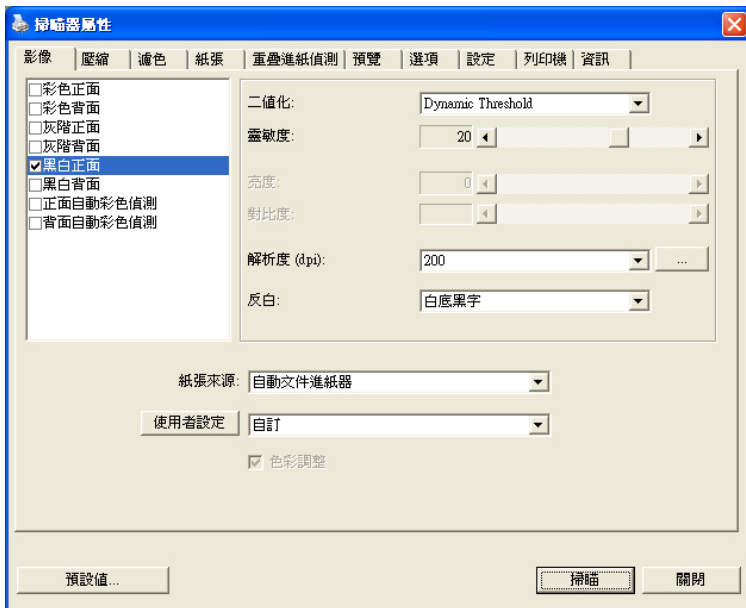 掃瞄器屬性
影像 壓縮 濾色 紙張 重疊進紙偵測 預覽 選項 設定 列印機 資訊
彩色正面
彩色背面
灰階正面
灰階背面
黑白正面
黑白背面
正面自動彩色偵測
背面自動彩色偵測
二值化: Dynamic Threshold
靈敏度: 20
亮度: 0
對比度:
解析度 (dpi): 200 ...
反白: 白底黑字
紙張來源: 自動文件進紙器
使用者設定 自訂
色彩調整
預設值... 掃瞄 關閉